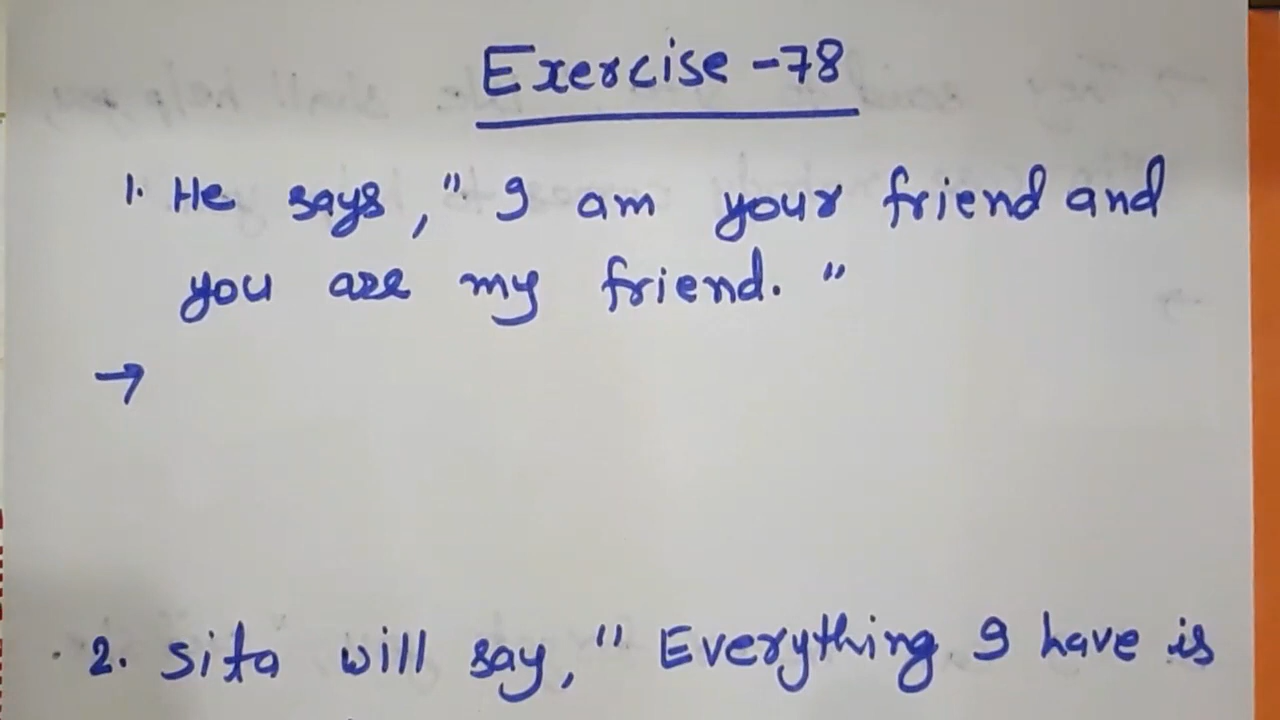 Exercise -78
1. He says, " I am your friend and
you are my friend. "
→
2. Sita will say, " Everything I have is